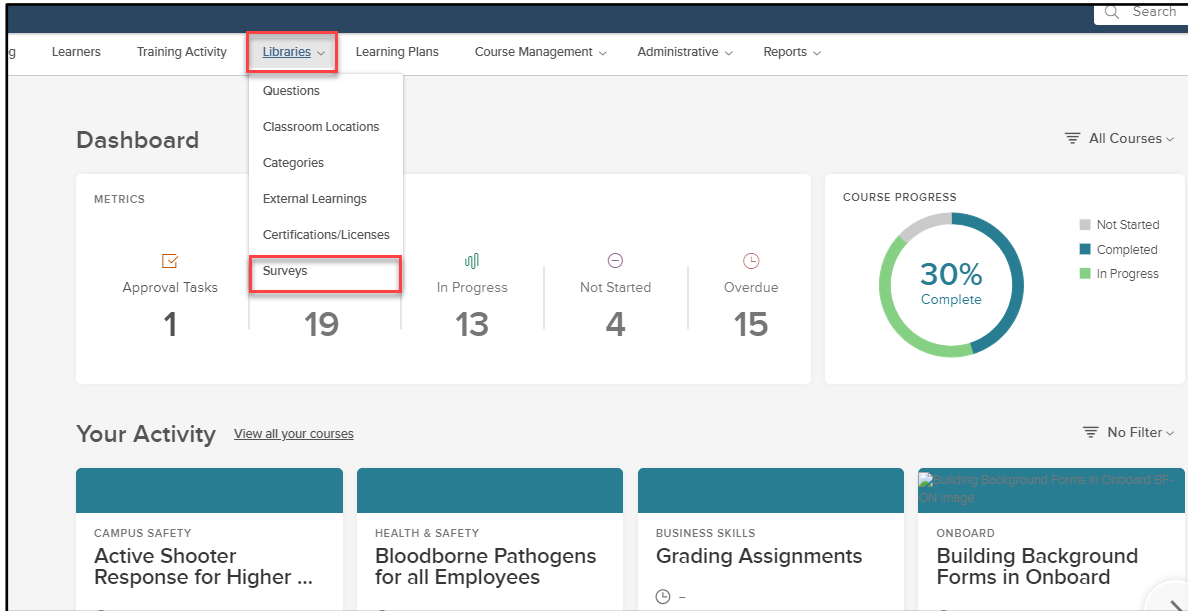 Search
g
Learners
Training Activity
Libraries
Learning Plans
Course Management
Administrative
Reports
Questions
Classroom Locations
Categories
External Learnings
Certifications/Licenses
Surveys
Dashboard
All Courses
METRICS
Approval Tasks
1
19
In Progress
13
Not Started
4
Overdue
15
COURSE PROGRESS
30%
Complete
Not Started
Completed
In Progress
Your Activity
View all your courses
No Filter
CAMPUS SAFETY
Active Shooter
Response for Higher ...
HEALTH & SAFETY
Bloodborne Pathogens
for all Employees
BUSINESS SKILLS
Grading Assignments
–
Building Background Forms in Onboard BF-
ON Image
ONBOARD
Building Background
Forms in Onboard